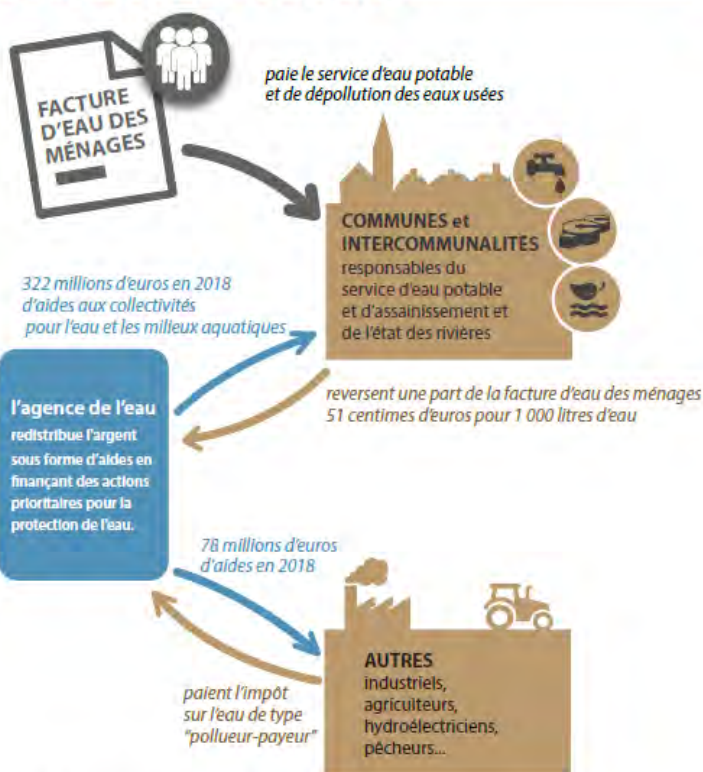 FACTURE
D'EAU DES
MÉNAGES
paie le service d'eau potable
et de dépollution des eaux usées
COMMUNES et
INTERCOMMUNALITÉS
responsables du
service d'eau potable
et d'assainissement et
de l'état des rivières
322 millions d'euros en 2018
d'aides aux collectivités
pour l'eau et les milieux aquatiques
reversent une part de la facture d'eau des ménages
51 centimes d'euros pour 1 000 litres d'eau
l'agence de l'eau
redistribue l'argent
sous forme d'aides en
finançant des actions
prioritaires pour la
protection de l'eau.
78 millions d'euros
d'aides en 2018
paient l'impôt
sur l'eau de type
"pollueur-payeur"
AUTRES
industriels,
agriculteurs,
hydroélectriciens,
pêcheurs...